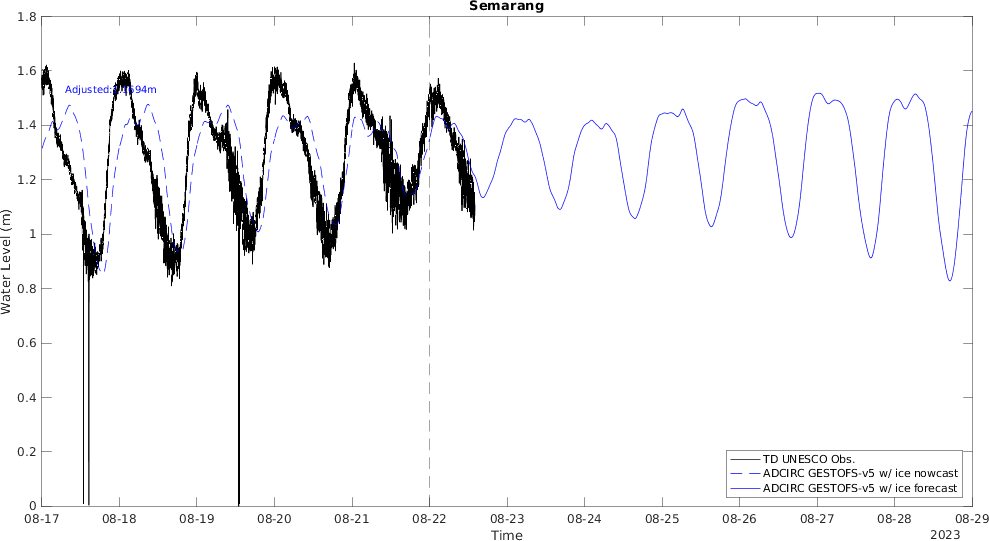 Semarang
1.8
1.6
1.4
1.2
1
0.8
0.6
0.4
0.2
0
Water Level (m)
TD UNESCO Obs.
ADCIRC GESTOFS-v5 w/ ice nowcast
ADCIRC GESTOFS-v5 w/ ice forecast
08-17 08-18 08-19 08-20 08-21 08-22 08-23 08-24 08-25 08-26 08-27 08-28 08-29
Time
2023